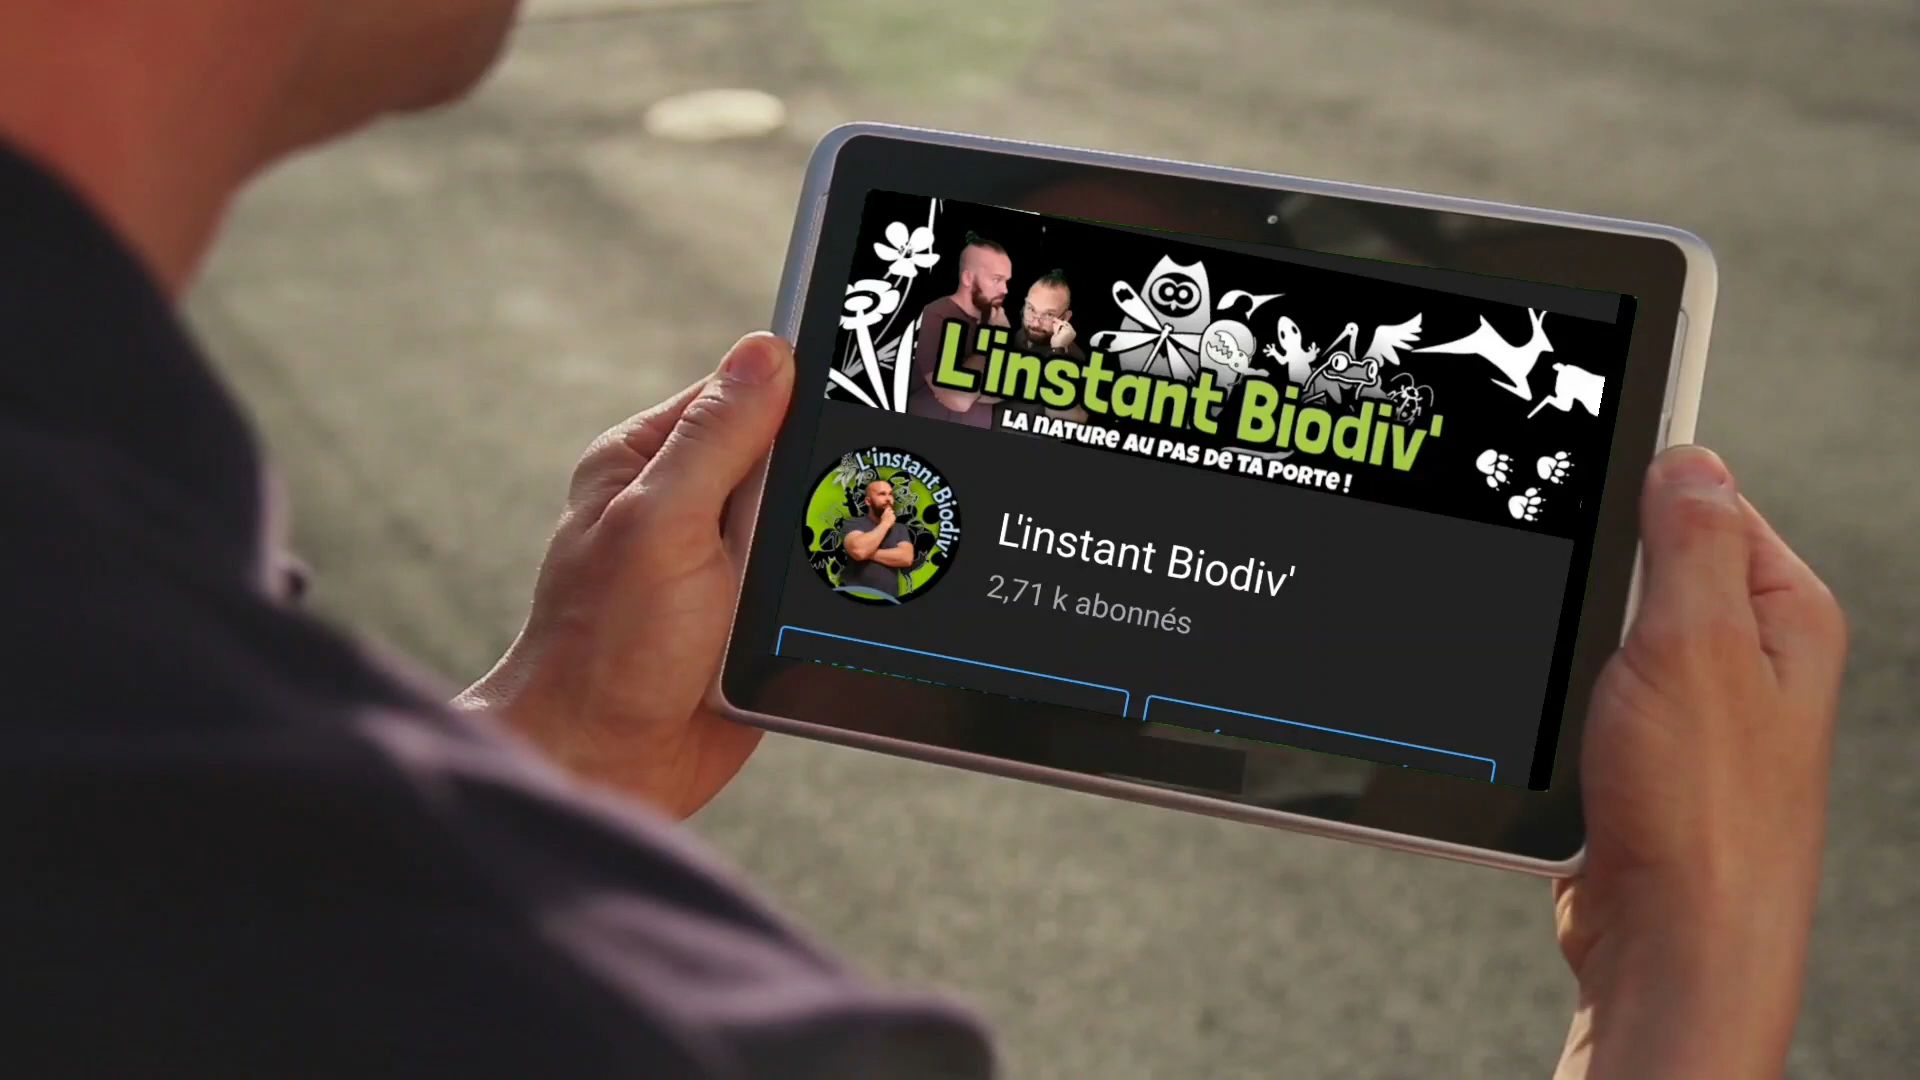 L'instant Biodiv'
La nature au pas de ta porte !
L'instant Biodiv'
L'instant Biodiv'
2,71 k abonnés